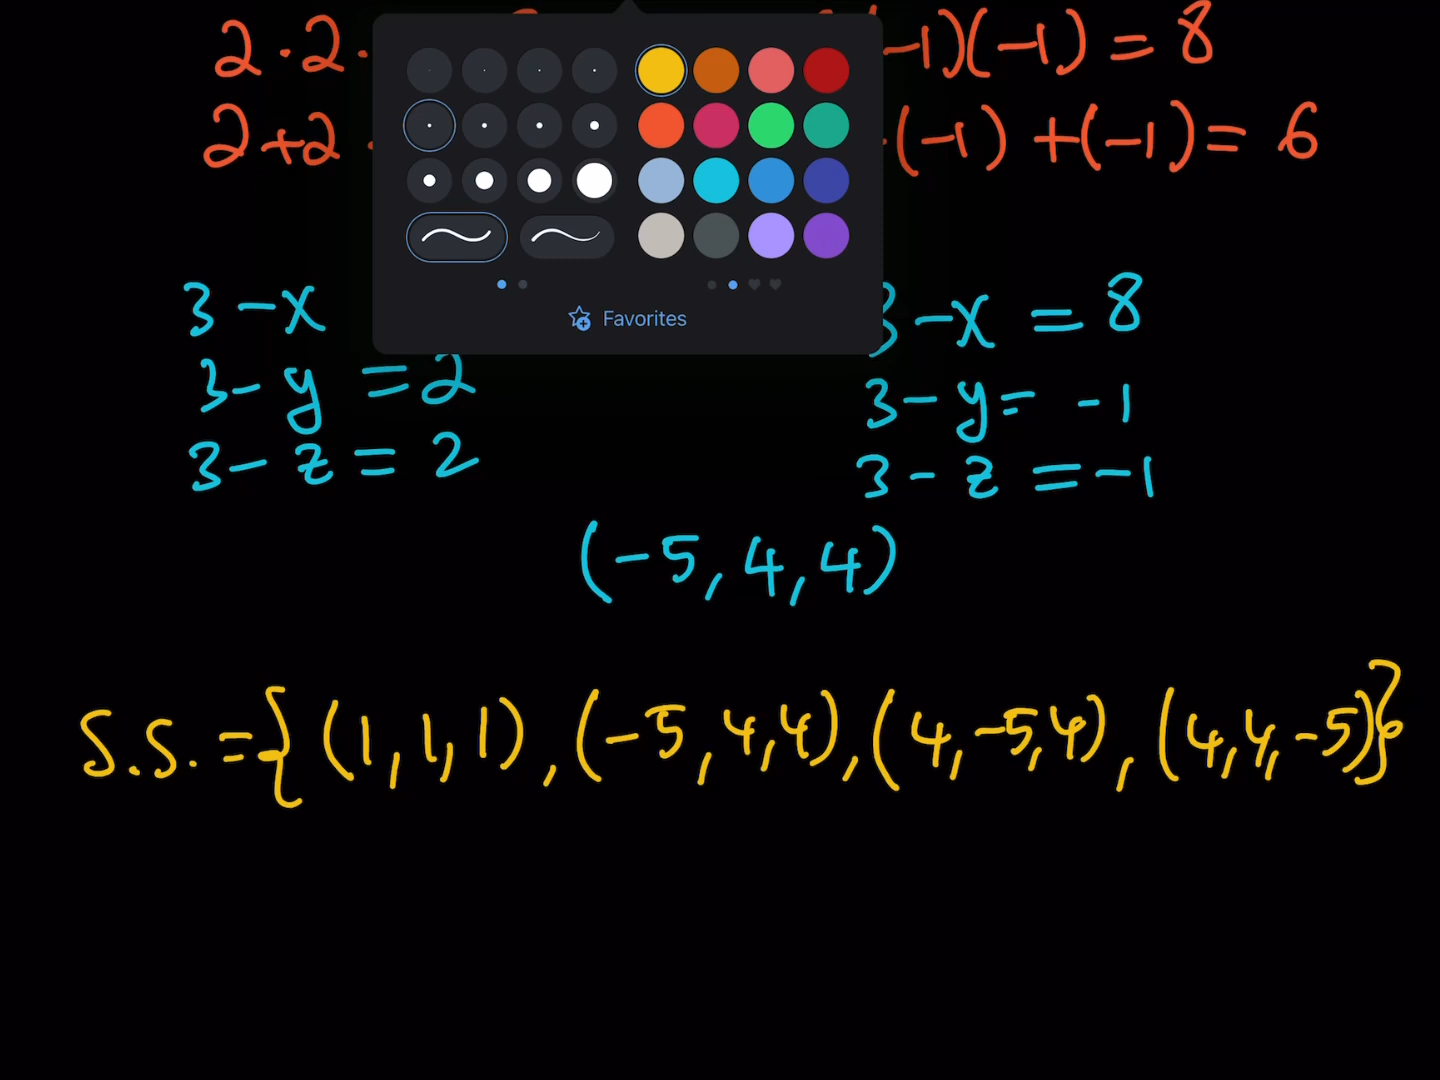 2 · 2 · -1)(-1) = 8
2+2 (-1) +(-1) = 6
Favorites
3 - x 3 - x = 8
3 - y = 2 3 - y = -1
3 - z = 2 3 - z = -1
(-5, 4, 4)
S.S. = { (1, 1, 1), (-5, 4, 4), (4, -5, 4), (4, 4, -5)}